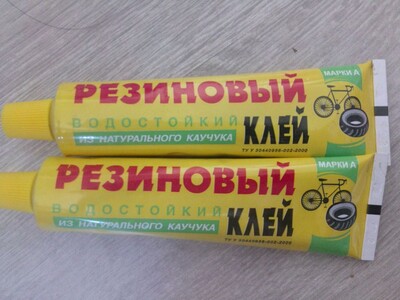 МАРКИ А
РЕЗИНОВЫЙ
ВОДОСТОЙКИЙ
ИЗ НАТУРАЛЬНОГО КАУЧУКА
КЛЕЙ
МАРКИ А
РЕЗИНОВЫЙ
ВОДОСТОЙКИЙ
ИЗ НАТУРАЛЬНОГО КАУЧУКА
КЛЕЙ